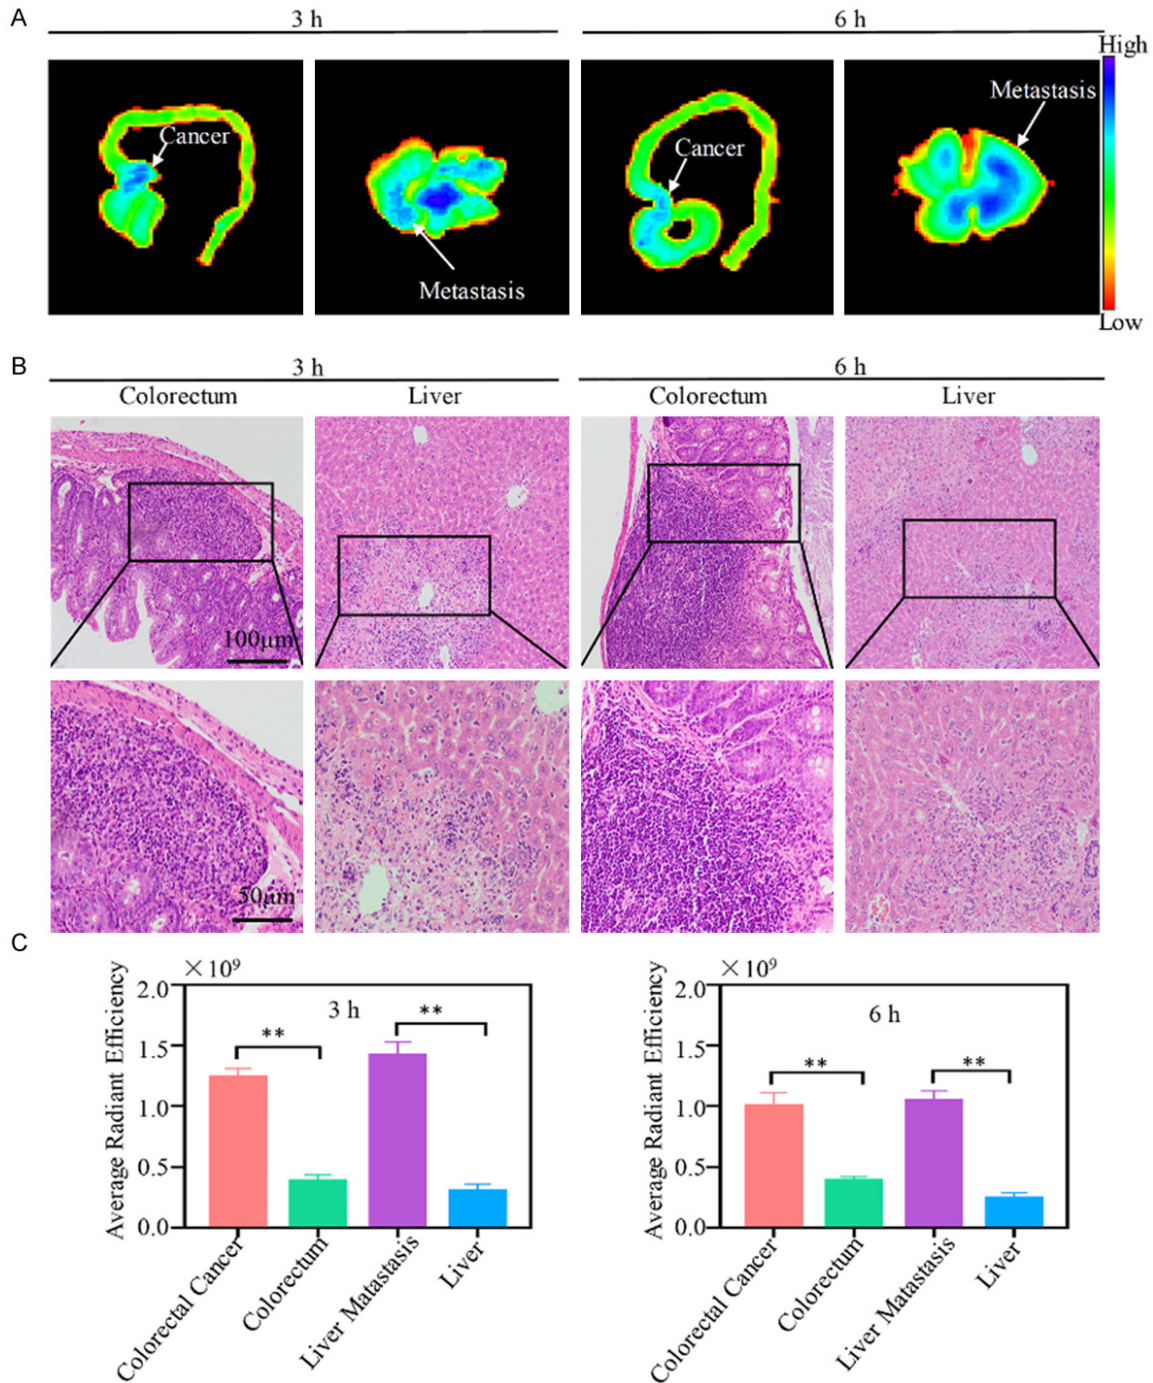 A
3 h
6 h
High
Cancer
Metastasis
Cancer
Metastasis
Low
B
3 h
6 h
Colorectum
Liver
Colorectum
Liver
100μm
50μm
C
×10⁹
Average Radiant Efficiency
2.0
1.5
1.0
0.5
0.0
3 h
**
**
Colorectal Cancer
Colorectum
Liver Matastasis
Liver
×10⁹
Average Radiant Efficiency
2.0
1.5
1.0
0.5
0.0
6 h
**
**
Colorectal Cancer
Colorectum
Liver Matastasis
Liver